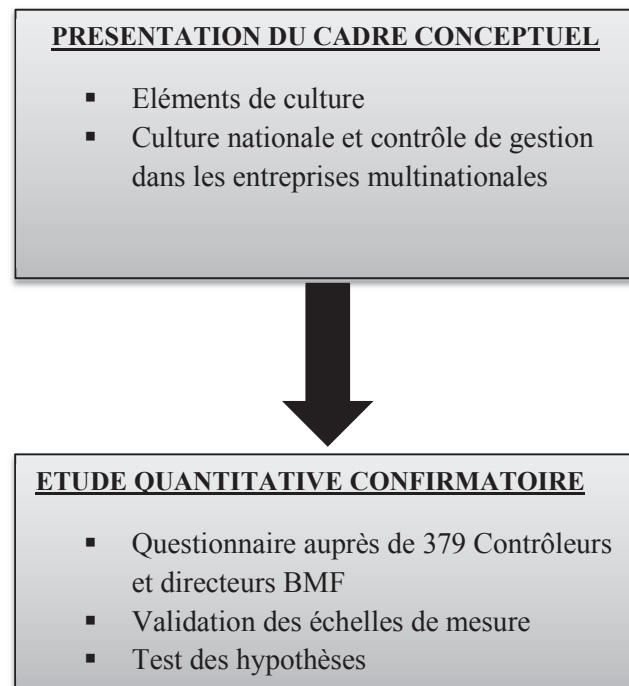 PRESENTATION DU CADRE CONCEPTUEL
▪ Eléments de culture
▪ Culture nationale et contrôle de gestion
dans les entreprises multinationales
ETUDE QUANTITATIVE CONFIRMATOIRE
▪ Questionnaire auprès de 379 Contrôleurs
et directeurs BMF
▪ Validation des échelles de mesure
▪ Test des hypothèses